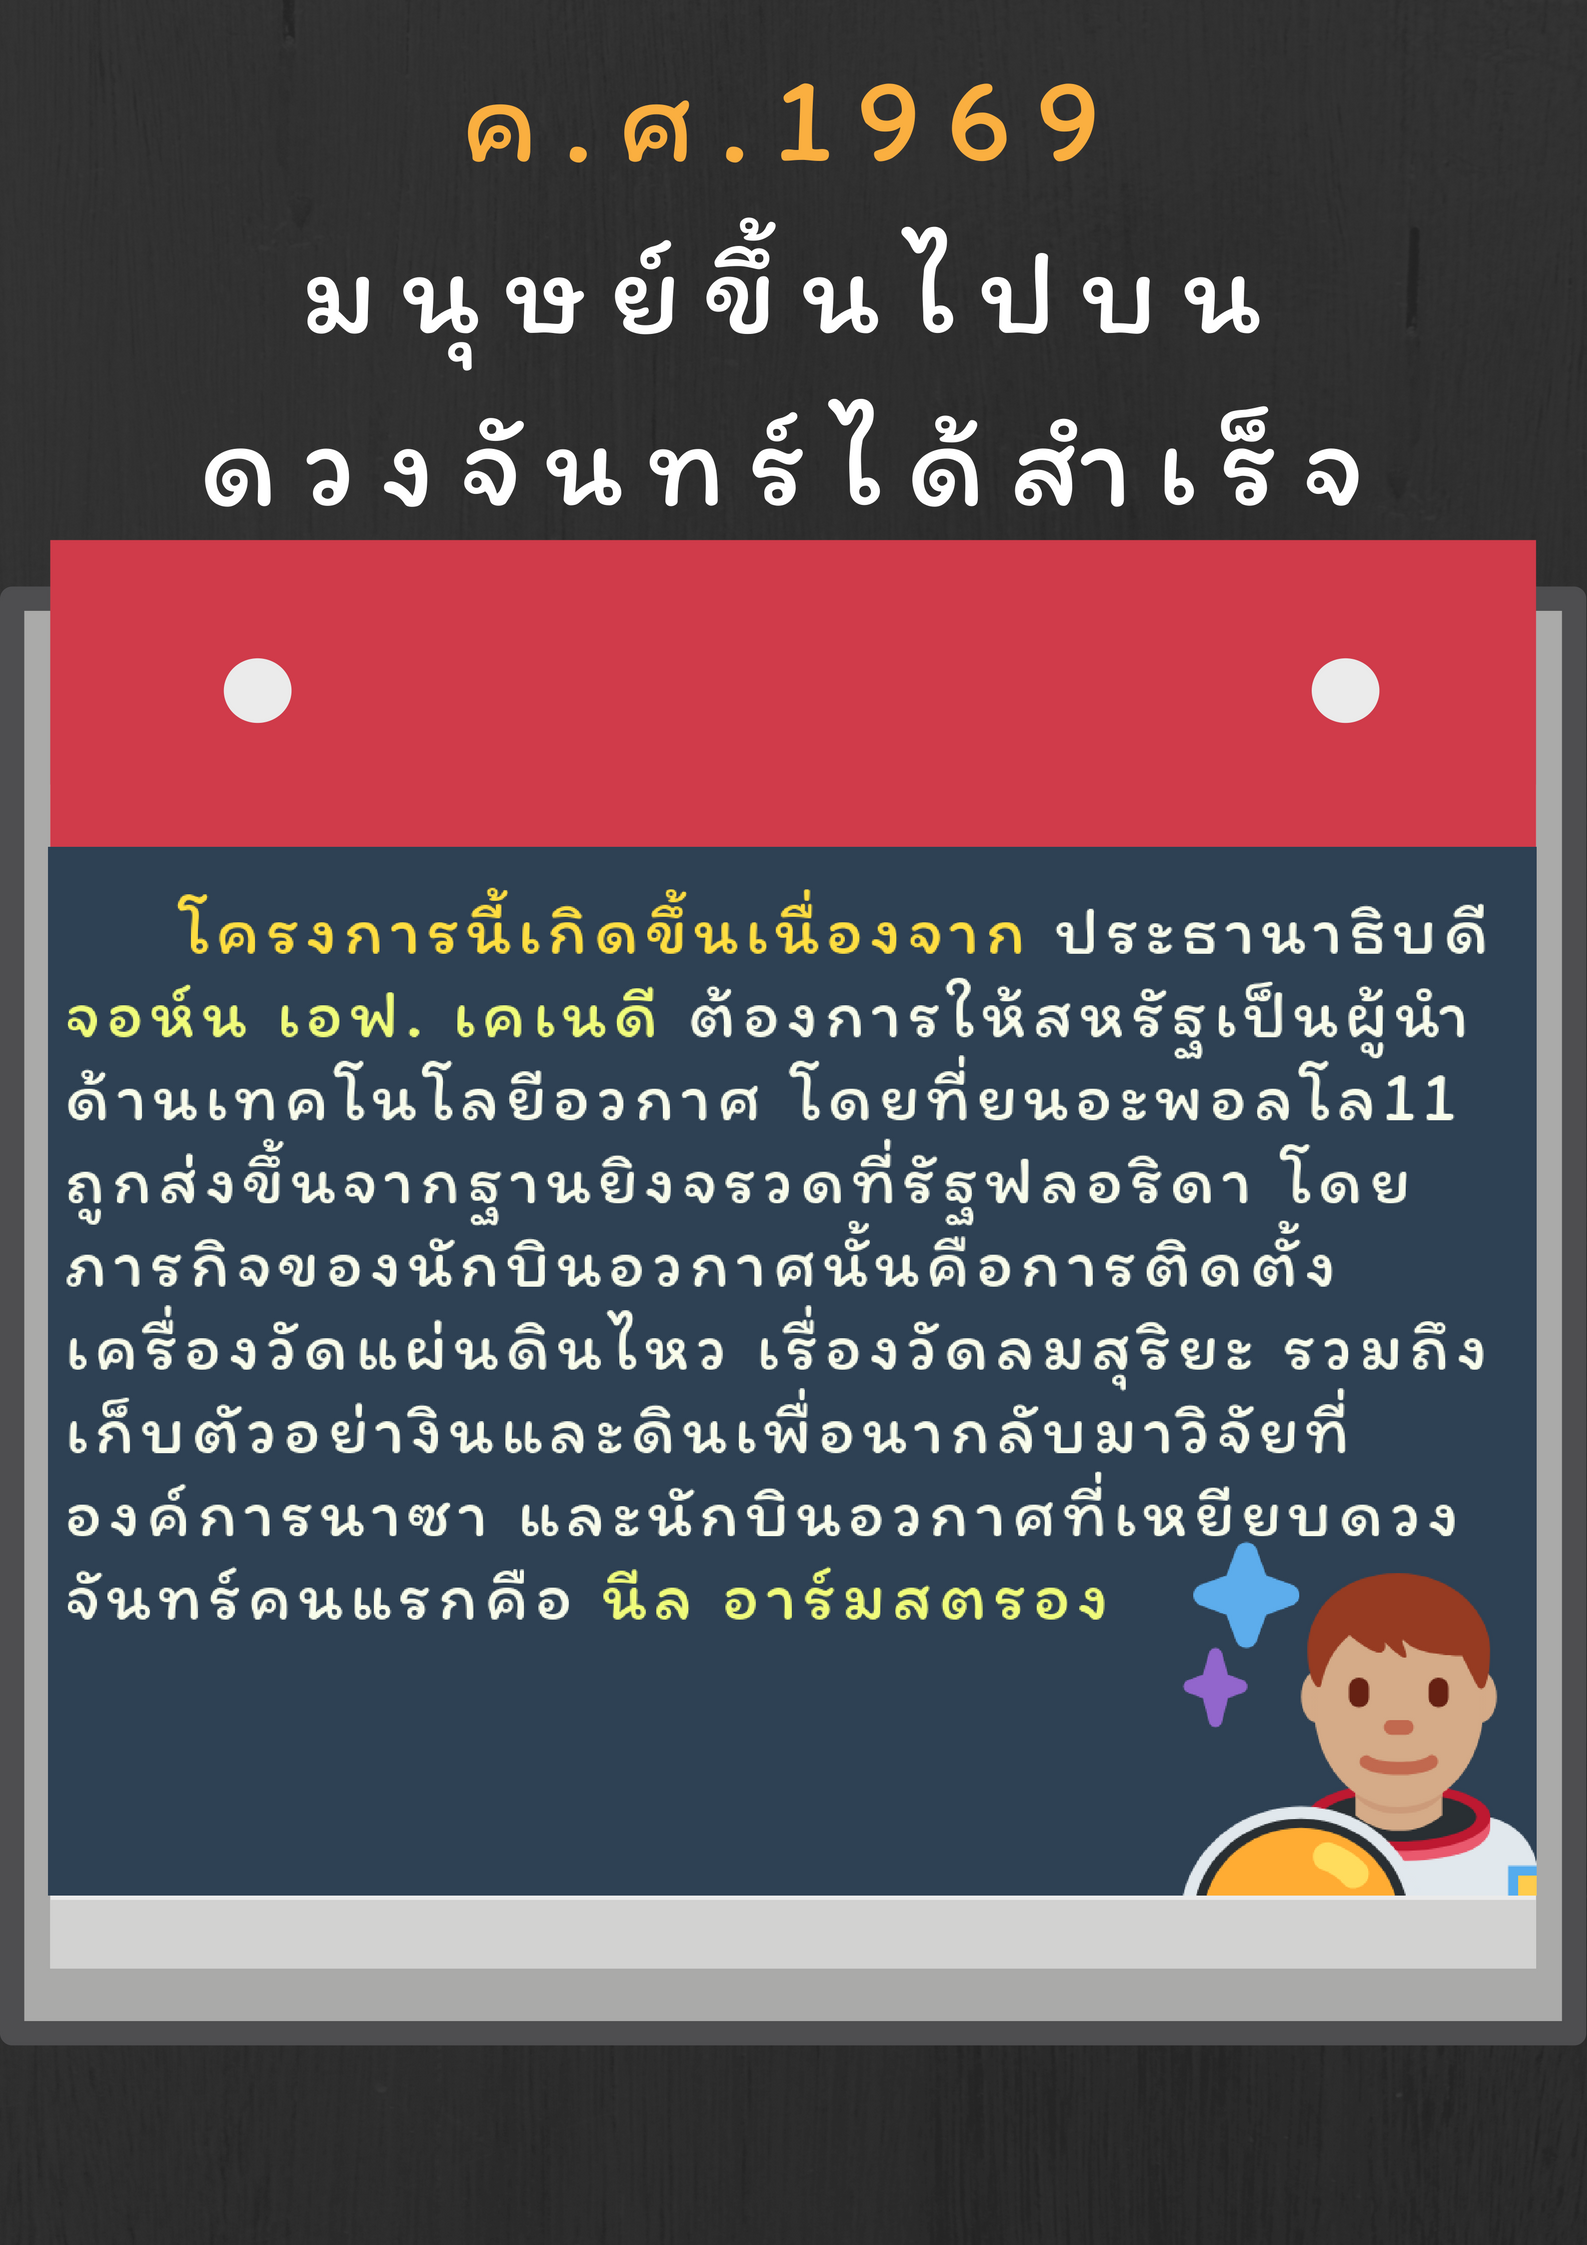 ค.ศ.1969
มนุษย์ขึ้นไปบน
ดวงจันทร์ได้สำเร็จ
โครงการนี้เกิดขึ้นเนื่องจาก ประธานาธิบดี
จอห์น เอฟ. เคเนดี ต้องการให้สหรัฐเป็นผู้นำ
ด้านเทคโนโลยีอวกาศ โดยที่ยนอะพอลโล11
ถูกส่งขึ้นจากฐานยิงจรวดที่รัฐฟลอริดา โดย
ภารกิจของนักบินอวกาศนั้นคือการติดตั้ง
เครื่องวัดแผ่นดินไหว เรื่องวัดลมสุริยะ รวมถึง
เก็บตัวอย่างินและดินเพื่อนากลับมาวิจัยที่
องค์การนาซา และนักบินอวกาศที่เหยียบดวง
จันทร์คนแรกคือ นีล อาร์มสตรอง